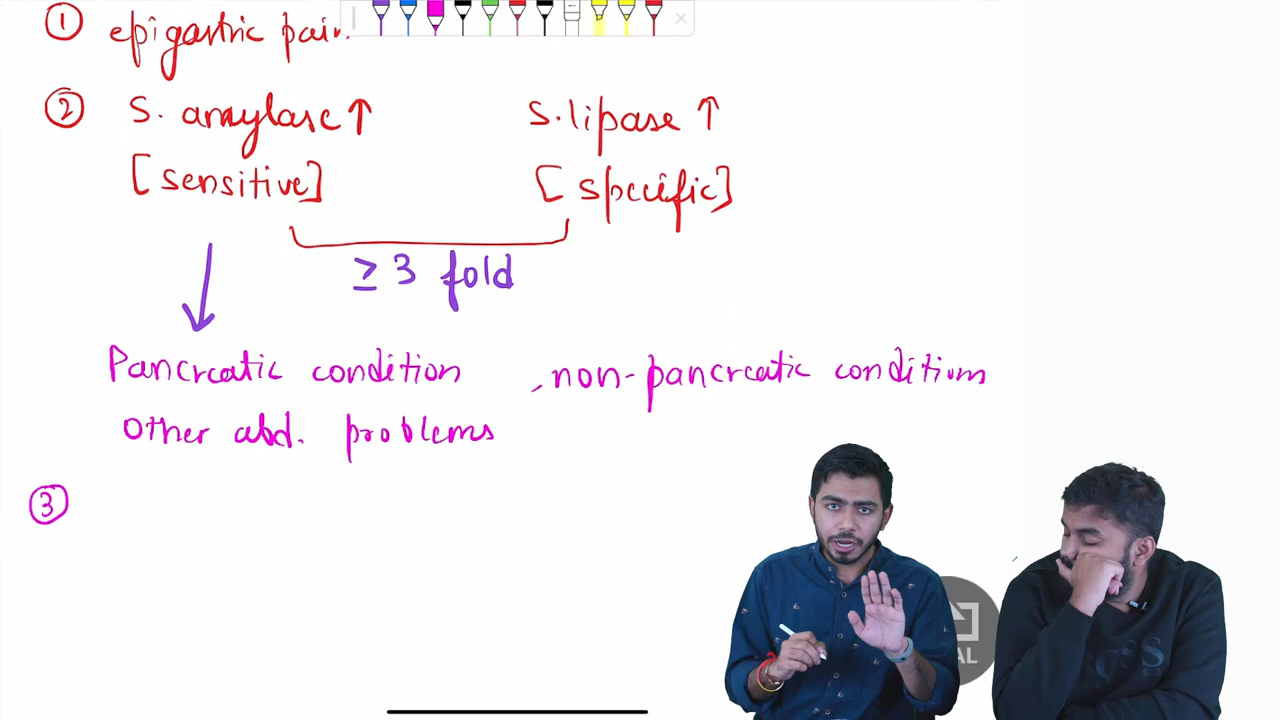 ① epigastric pain
② S. amylase↑ S. lipase ↑
[sensitive] [specific]
≥ 3 fold
Pancreatic condition , non-pancreatic conditions
Other abd. problems
③
AL